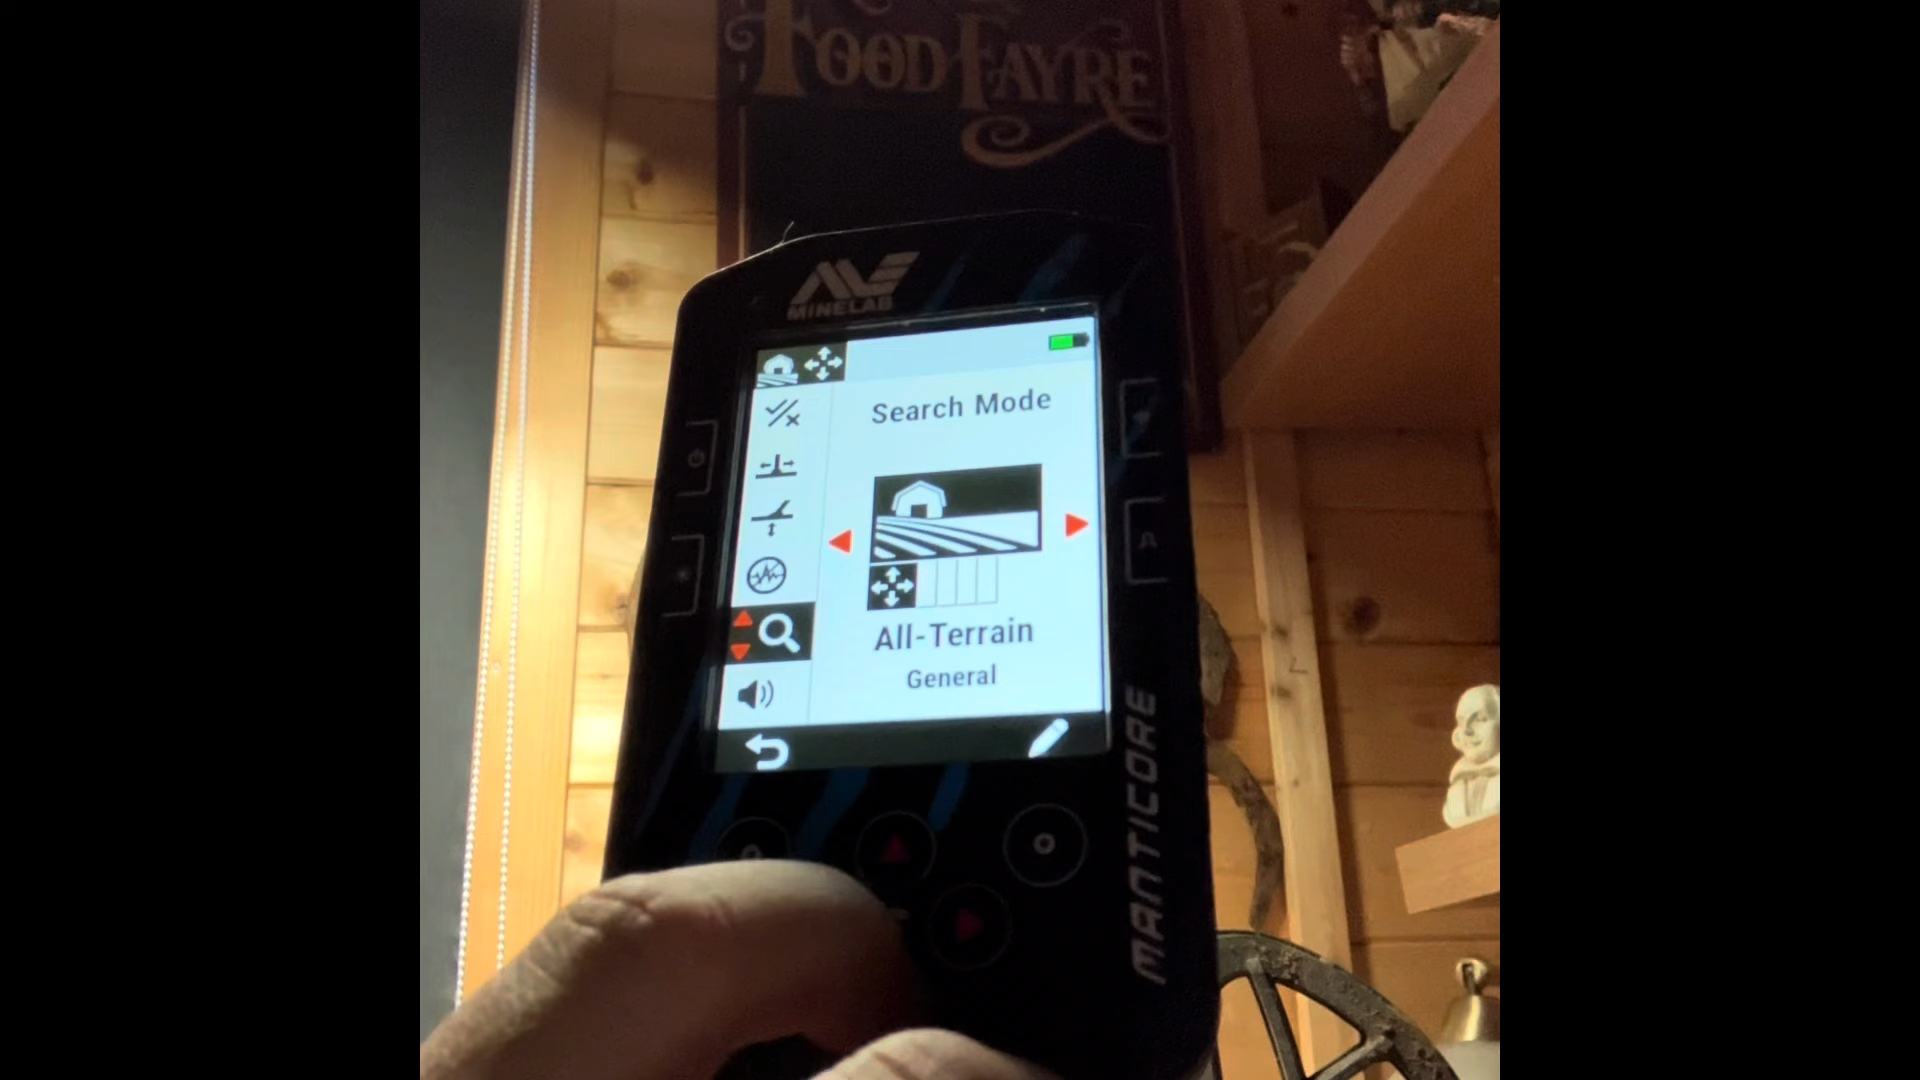 FOOD FAYRE
MINELAB
Search Mode
All-Terrain
General
MANTICORE